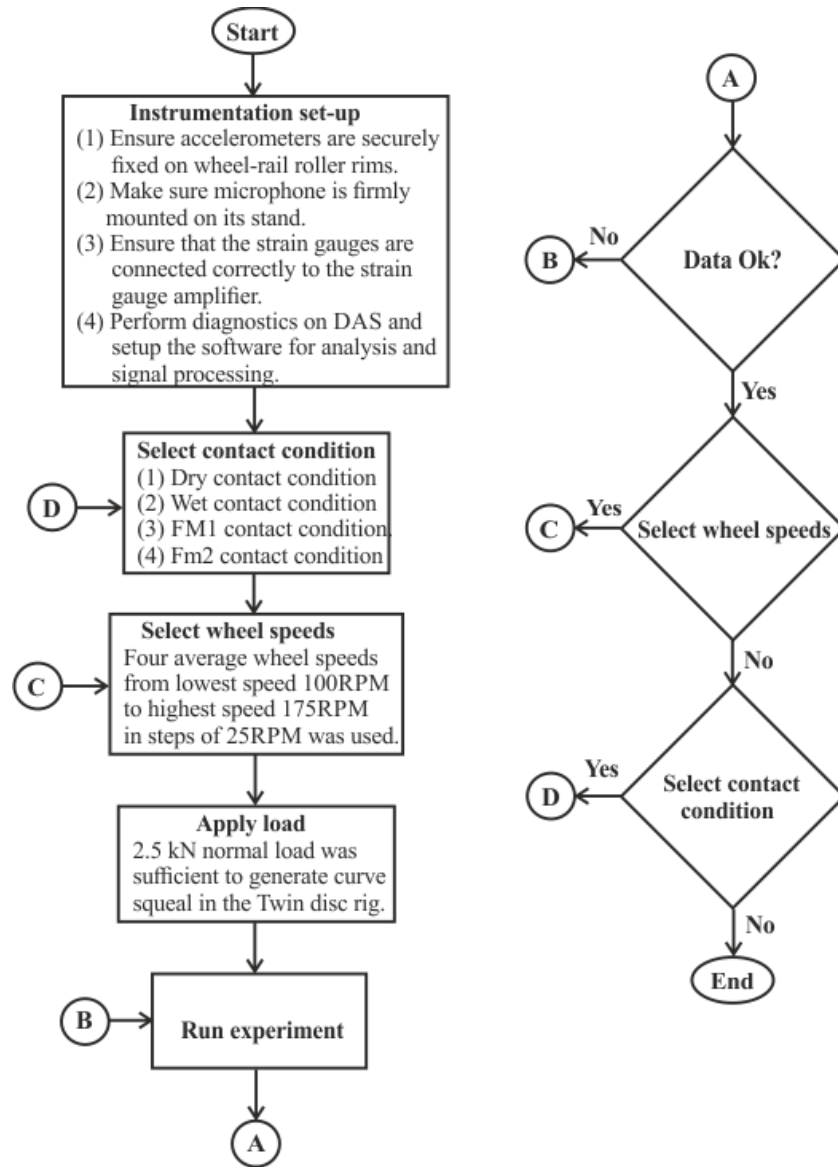 Start
Instrumentation set-up
(1) Ensure accelerometers are securely
fixed on wheel-rail roller rims.
(2) Make sure microphone is firmly
mounted on its stand.
(3) Ensure that the strain gauges are
connected correctly to the strain
gauge amplifier.
(4) Perform diagnostics on DAS and
setup the software for analysis and
signal processing.
D
Select contact condition
(1) Dry contact condition
(2) Wet contact condition
(3) FM1 contact condition.
(4) Fm2 contact condition
C
Select wheel speeds
Four average wheel speeds
from lowest speed 100RPM
to highest speed 175RPM
in steps of 25RPM was used.
Apply load
2.5 kN normal load was
sufficient to generate curve
squeal in the Twin disc rig.
B
Run experiment
A
A
Data Ok?
No
B
Yes
Select wheel speeds
Yes
C
No
Select contact
condition
Yes
D
No
End